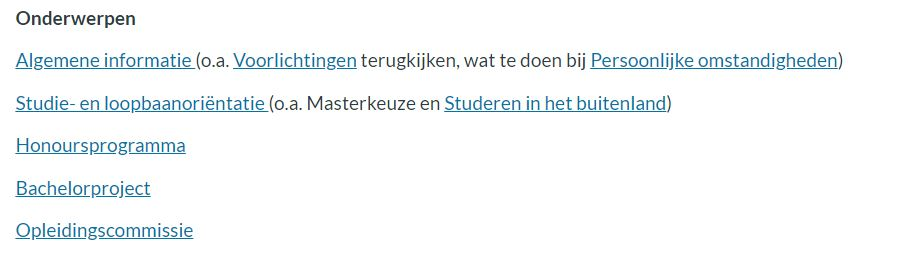 Onderwerpen
Algemene informatie (o.a. Voorlichtingen terugkijken, wat te doen bij Persoonlijke omstandigheden)
Studie- en loopbaanoriëntatie (o.a. Masterkeuze en Studeren in het buitenland)
Honoursprogramma
Bachelorproject
Opleidingscommissie